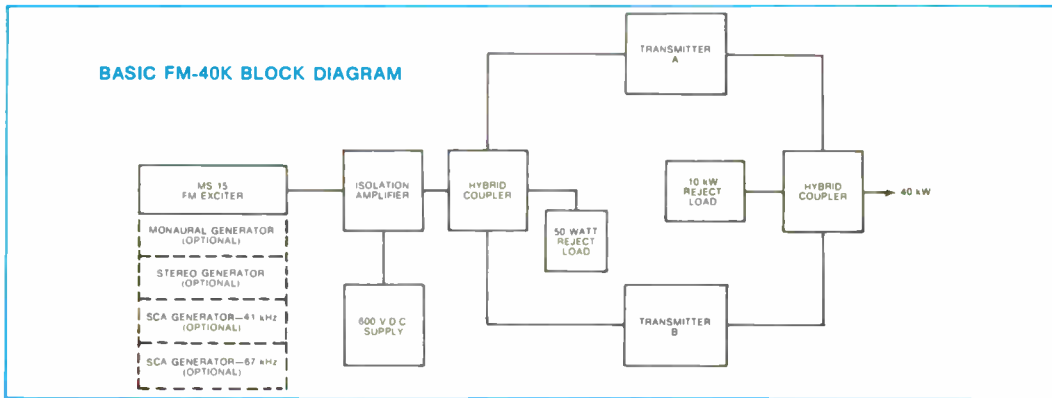 BASIC FM-40K BLOCK DIAGRAM
MS 15
FM EXCITER
MONAURAL GENERATOR
(OPTIONAL)
STEREO GENERATOR
(OPTIONAL)
SCA GENERATOR—41 kHz
(OPTIONAL)
SCA GENERATOR—67 kHz
(OPTIONAL)
ISOLATION
AMPLIFIER
600 V D C
SUPPLY
HYBRID
COUPLER
50 WATT
REJECT
LOAD
TRANSMITTER
A
TRANSMITTER
B
10 kW
REJECT
LOAD
HYBRID
COUPLER
40 kW